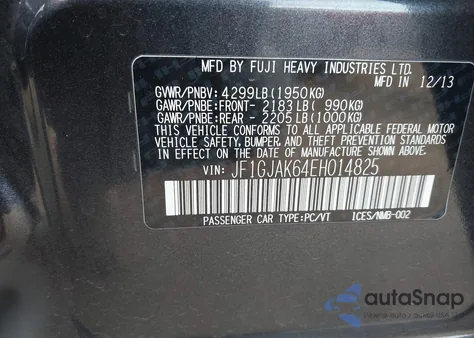 MFD BY FUJI HEAVY INDUSTRIES LTD.
MFD IN 12/13
GVWR/PNBV: 4299LB(1950KG)
GAWR/PNBE:FRONT- 2183LB( 990KG)
GAWR/PNBE:REAR - 2205LB(1000KG)
THIS VEHICLE CONFORMS TO ALL APPLICABLE FEDERAL MOTOR
VEHICLE SAFETY, BUMPER, AND THEFT PREVENTION STANDARDS
IN EFFECT ON THE DATE OF MANUFACTURE SHOWN ABOVE.
VIN: JF1GJAK64EH014825
PASSENGER CAR TYPE:PC/VT ICES/NMB-002
autoSnap